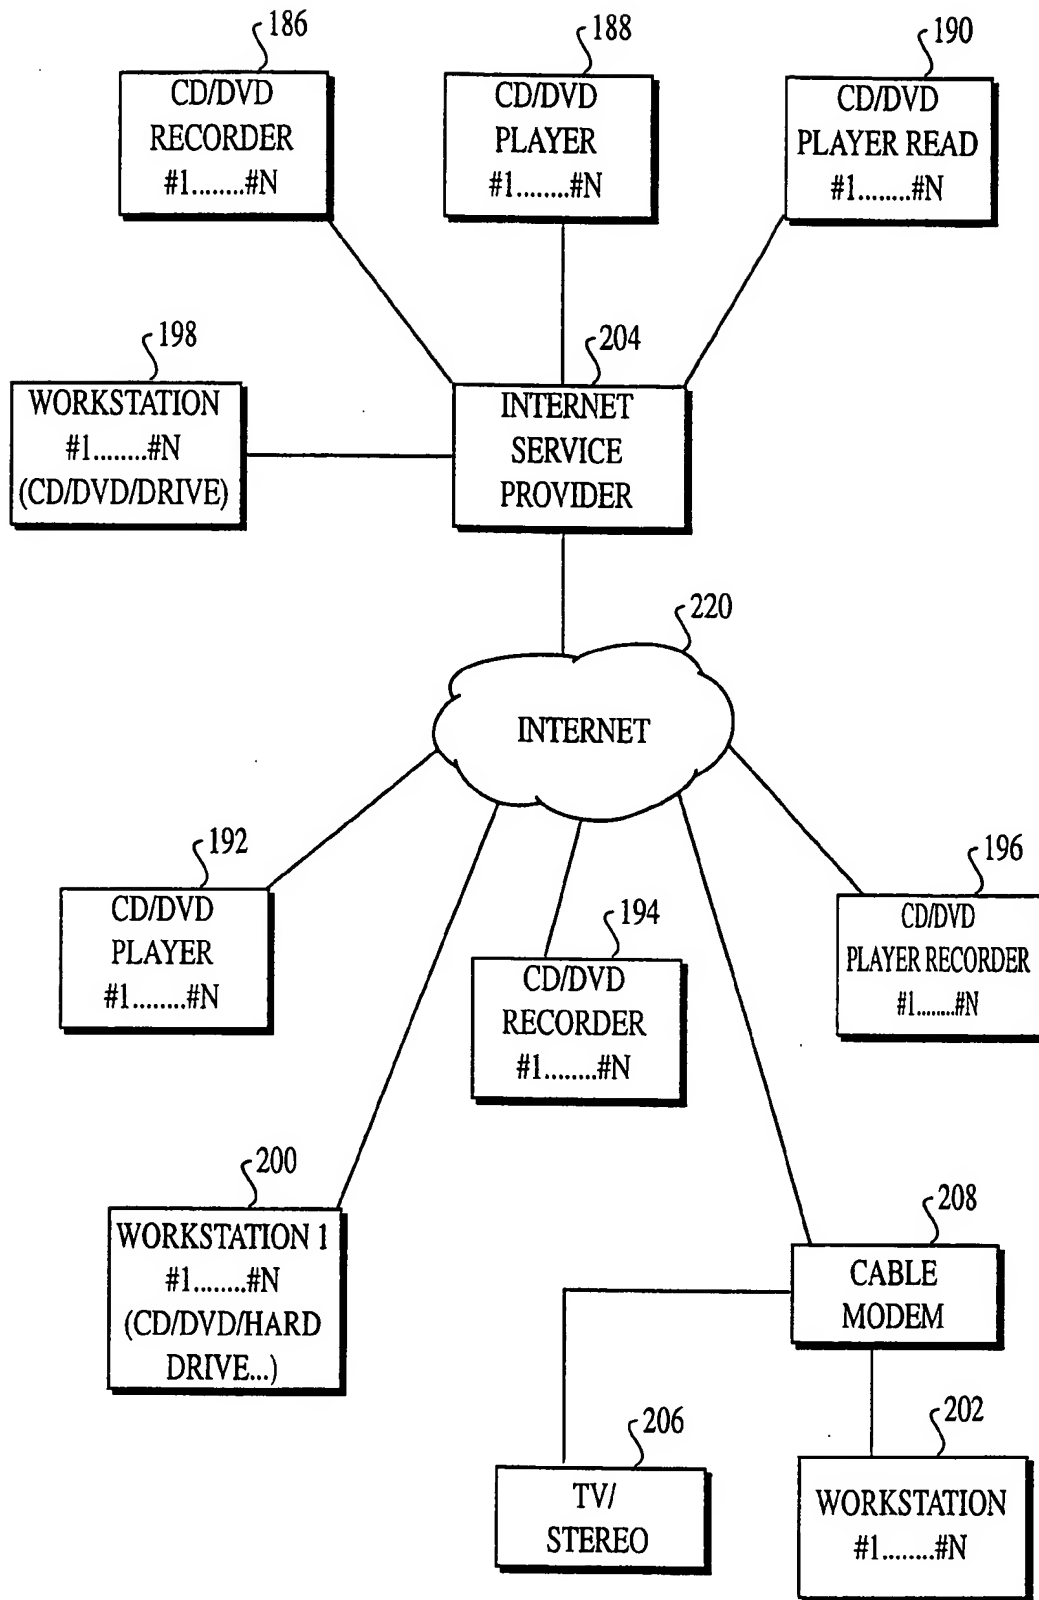 186
CD/DVD
RECORDER
#1........#N
188
CD/DVD
PLAYER
#1........#N
190
CD/DVD
PLAYER READ
#1........#N
198
WORKSTATION
#1........#N
(CD/DVD/DRIVE)
204
INTERNET
SERVICE
PROVIDER
220
INTERNET
192
CD/DVD
PLAYER
#1........#N
194
CD/DVD
RECORDER
#1........#N
196
CD/DVD
PLAYER RECORDER
#1........#N
200
WORKSTATION 1
#1........#N
(CD/DVD/HARD
DRIVE...)
208
CABLE
MODEM
206
TV/
STEREO
202
WORKSTATION
#1........#N